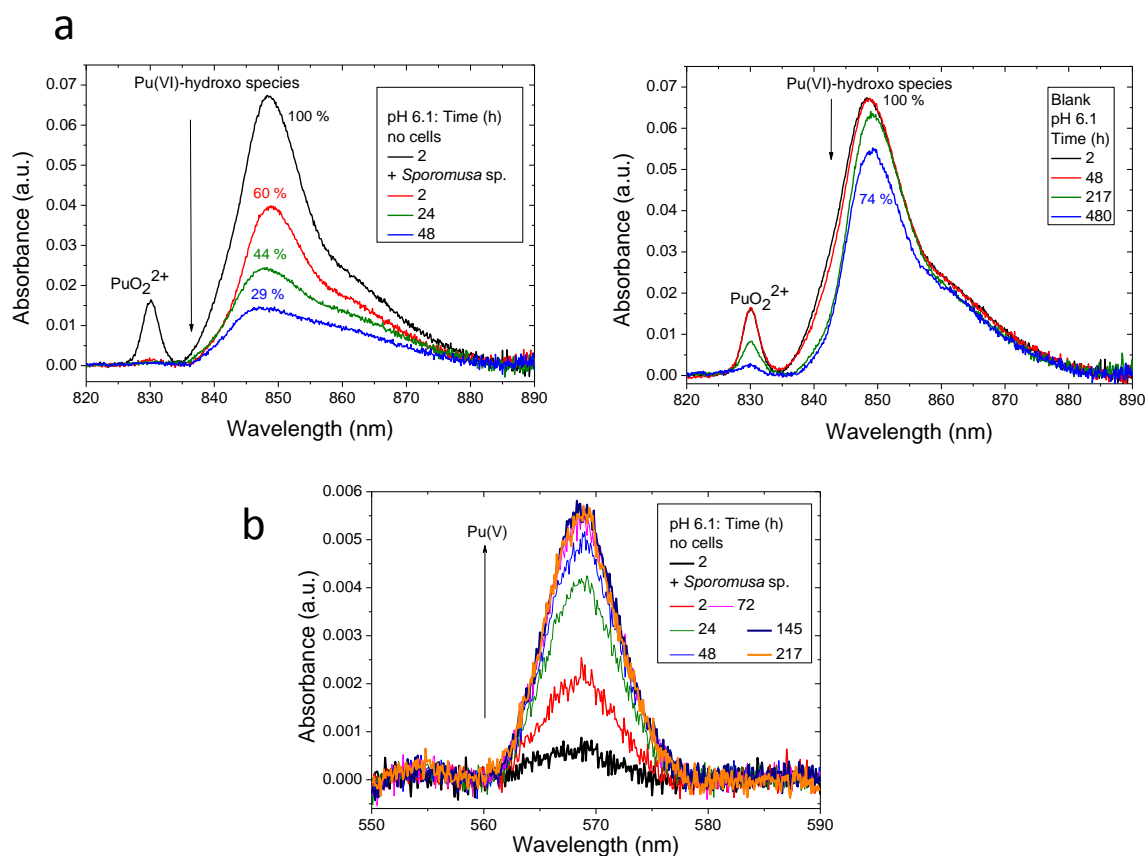 a
Pu(VI)-hydroxo species
100 %
60 %
44 %
29 %
PuO₂²⁺
pH 6.1: Time (h)
no cells
2
+ Sporomusa sp.
2
24
48
0.07
0.06
0.05
0.04
0.03
0.02
0.01
0.00
Absorbance (a.u.)
820 830 840 850 860 870 880 890
Wavelength (nm)
Pu(VI)-hydroxo species
100 %
74 %
PuO₂²⁺
Blank
pH 6.1
Time (h)
2
48
217
480
0.07
0.06
0.05
0.04
0.03
0.02
0.01
0.00
Absorbance (a.u.)
820 830 840 850 860 870 880 890
Wavelength (nm)
b
Pu(V)
pH 6.1: Time (h)
no cells
2
+ Sporomusa sp.
2 72
24 145
48 217
0.006
0.005
0.004
0.003
0.002
0.001
0.000
Absorbance (a.u.)
550 560 570 580 590
Wavelength (nm)